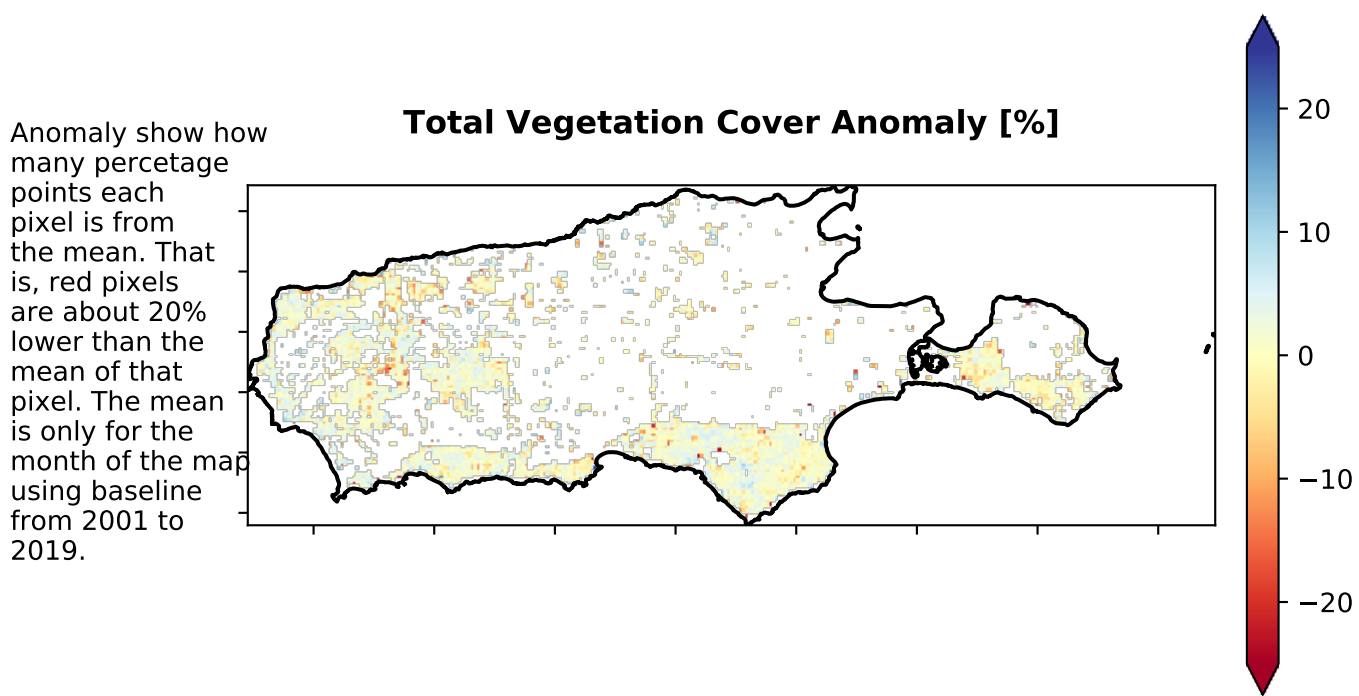 Total Vegetation Cover Anomaly [%]
Anomaly show how
many percetage
points each
pixel is from
the mean. That
is, red pixels
are about 20%
lower than the
mean of that
pixel. The mean
is only for the
month of the map
using baseline
from 2001 to
2019.
20
10
0
−10
−20